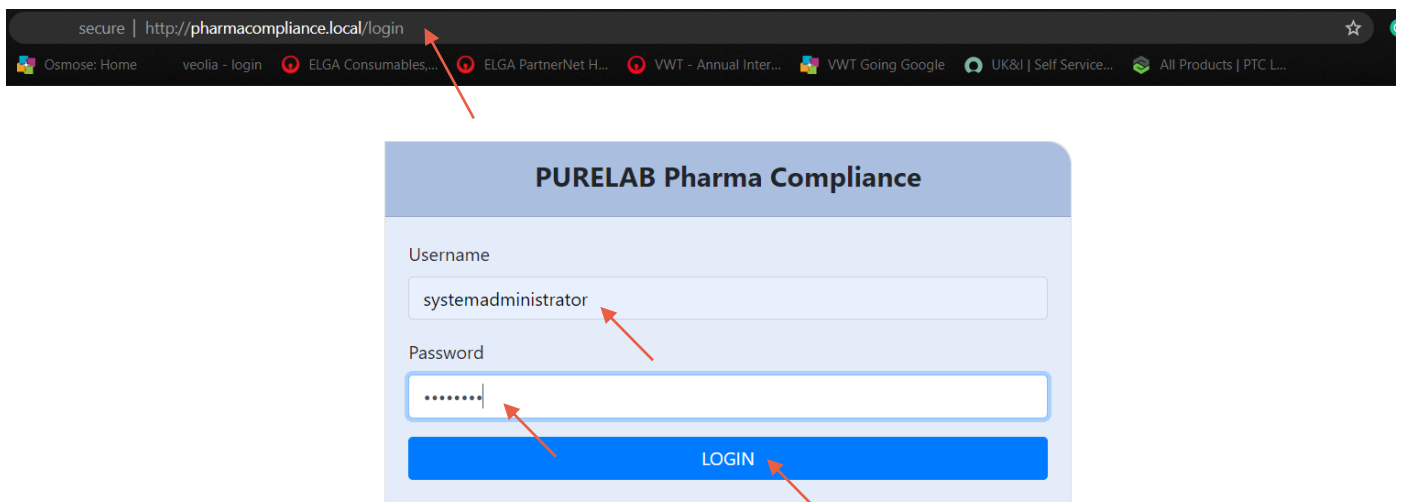 secure | http://pharmacompliance.local/login
Osmose: Home veolia - login ELGA Consumables,... ELGA PartnerNet H... VWT - Annual Inter... VWT Going Google UK&I | Self Service... All Products | PTC L...
PURELAB Pharma Compliance
Username
systemadministrator
Password
••••••••
LOGIN